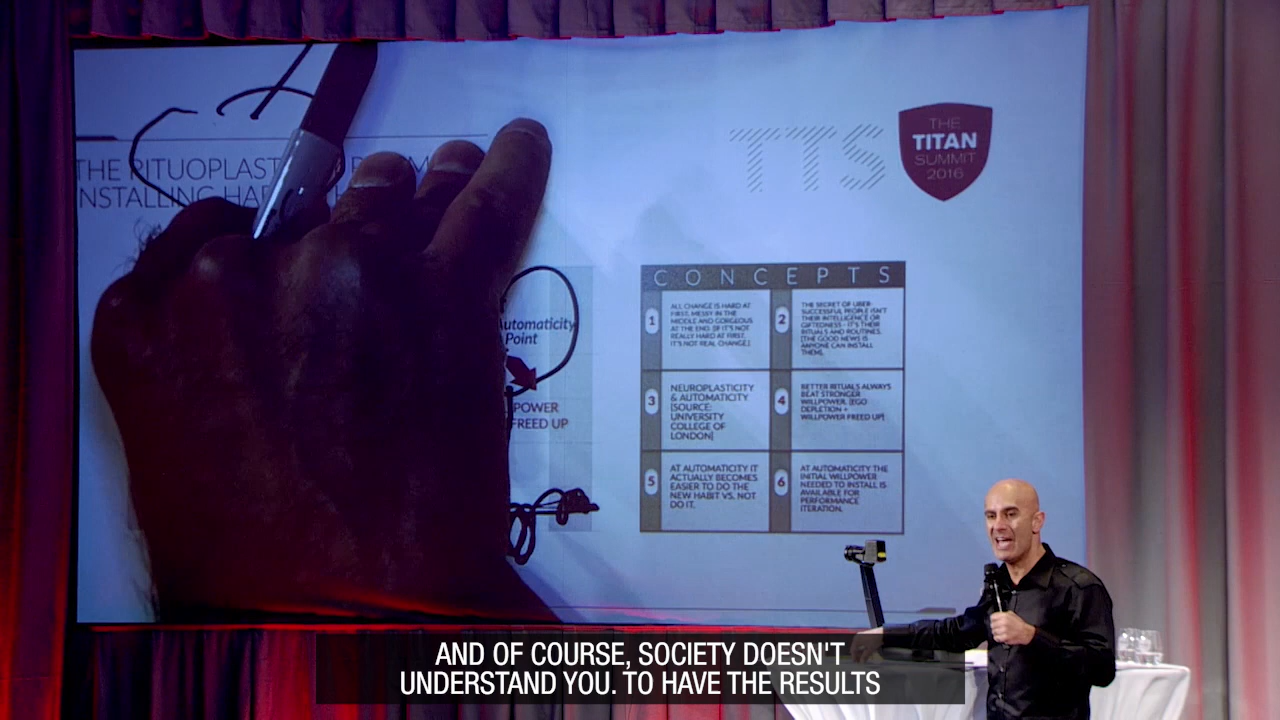 THE RITUOPLAST
INSTALLING HA
TTS
THE
TITAN
SUMMIT
2016
Automaticity
Point
POWER
FREED UP
CONCEPTS
1
ALL CHANGE IS HARD AT
FIRST, MESSY IN THE
MIDDLE AND GORGEOUS
AT THE END. [IF IT'S NOT
REALLY HARD AT FIRST,
IT'S NOT REAL CHANGE.]
2
THE SECRET OF UBER-
SUCCESSFUL PEOPLE ISN'T
THEIR INTELLIGENCE OR
GIFTEDNESS - IT'S THEIR
RITUALS AND ROUTINES.
[THE GOOD NEWS IS
ANYONE CAN INSTALL
THEM].
3
NEUROPLASTICITY
& AUTOMATICITY
[SOURCE:
UNIVERSITY
COLLEGE OF
LONDON]
4
BETTER RITUALS ALWAYS
BEAT STRONGER
WILLPOWER. [EGO
DEPLETION +
WILLPOWER FREED UP]
5
AT AUTOMATICITY IT
ACTUALLY BECOMES
EASIER TO DO THE
NEW HABIT VS. NOT
DO IT.
6
AT AUTOMATICITY THE
INITIAL WILLPOWER
NEEDED TO INSTALL IS
AVAILABLE FOR
PERFORMANCE
ITERATION.
AND OF COURSE, SOCIETY DOESN'T
UNDERSTAND YOU. TO HAVE THE RESULTS